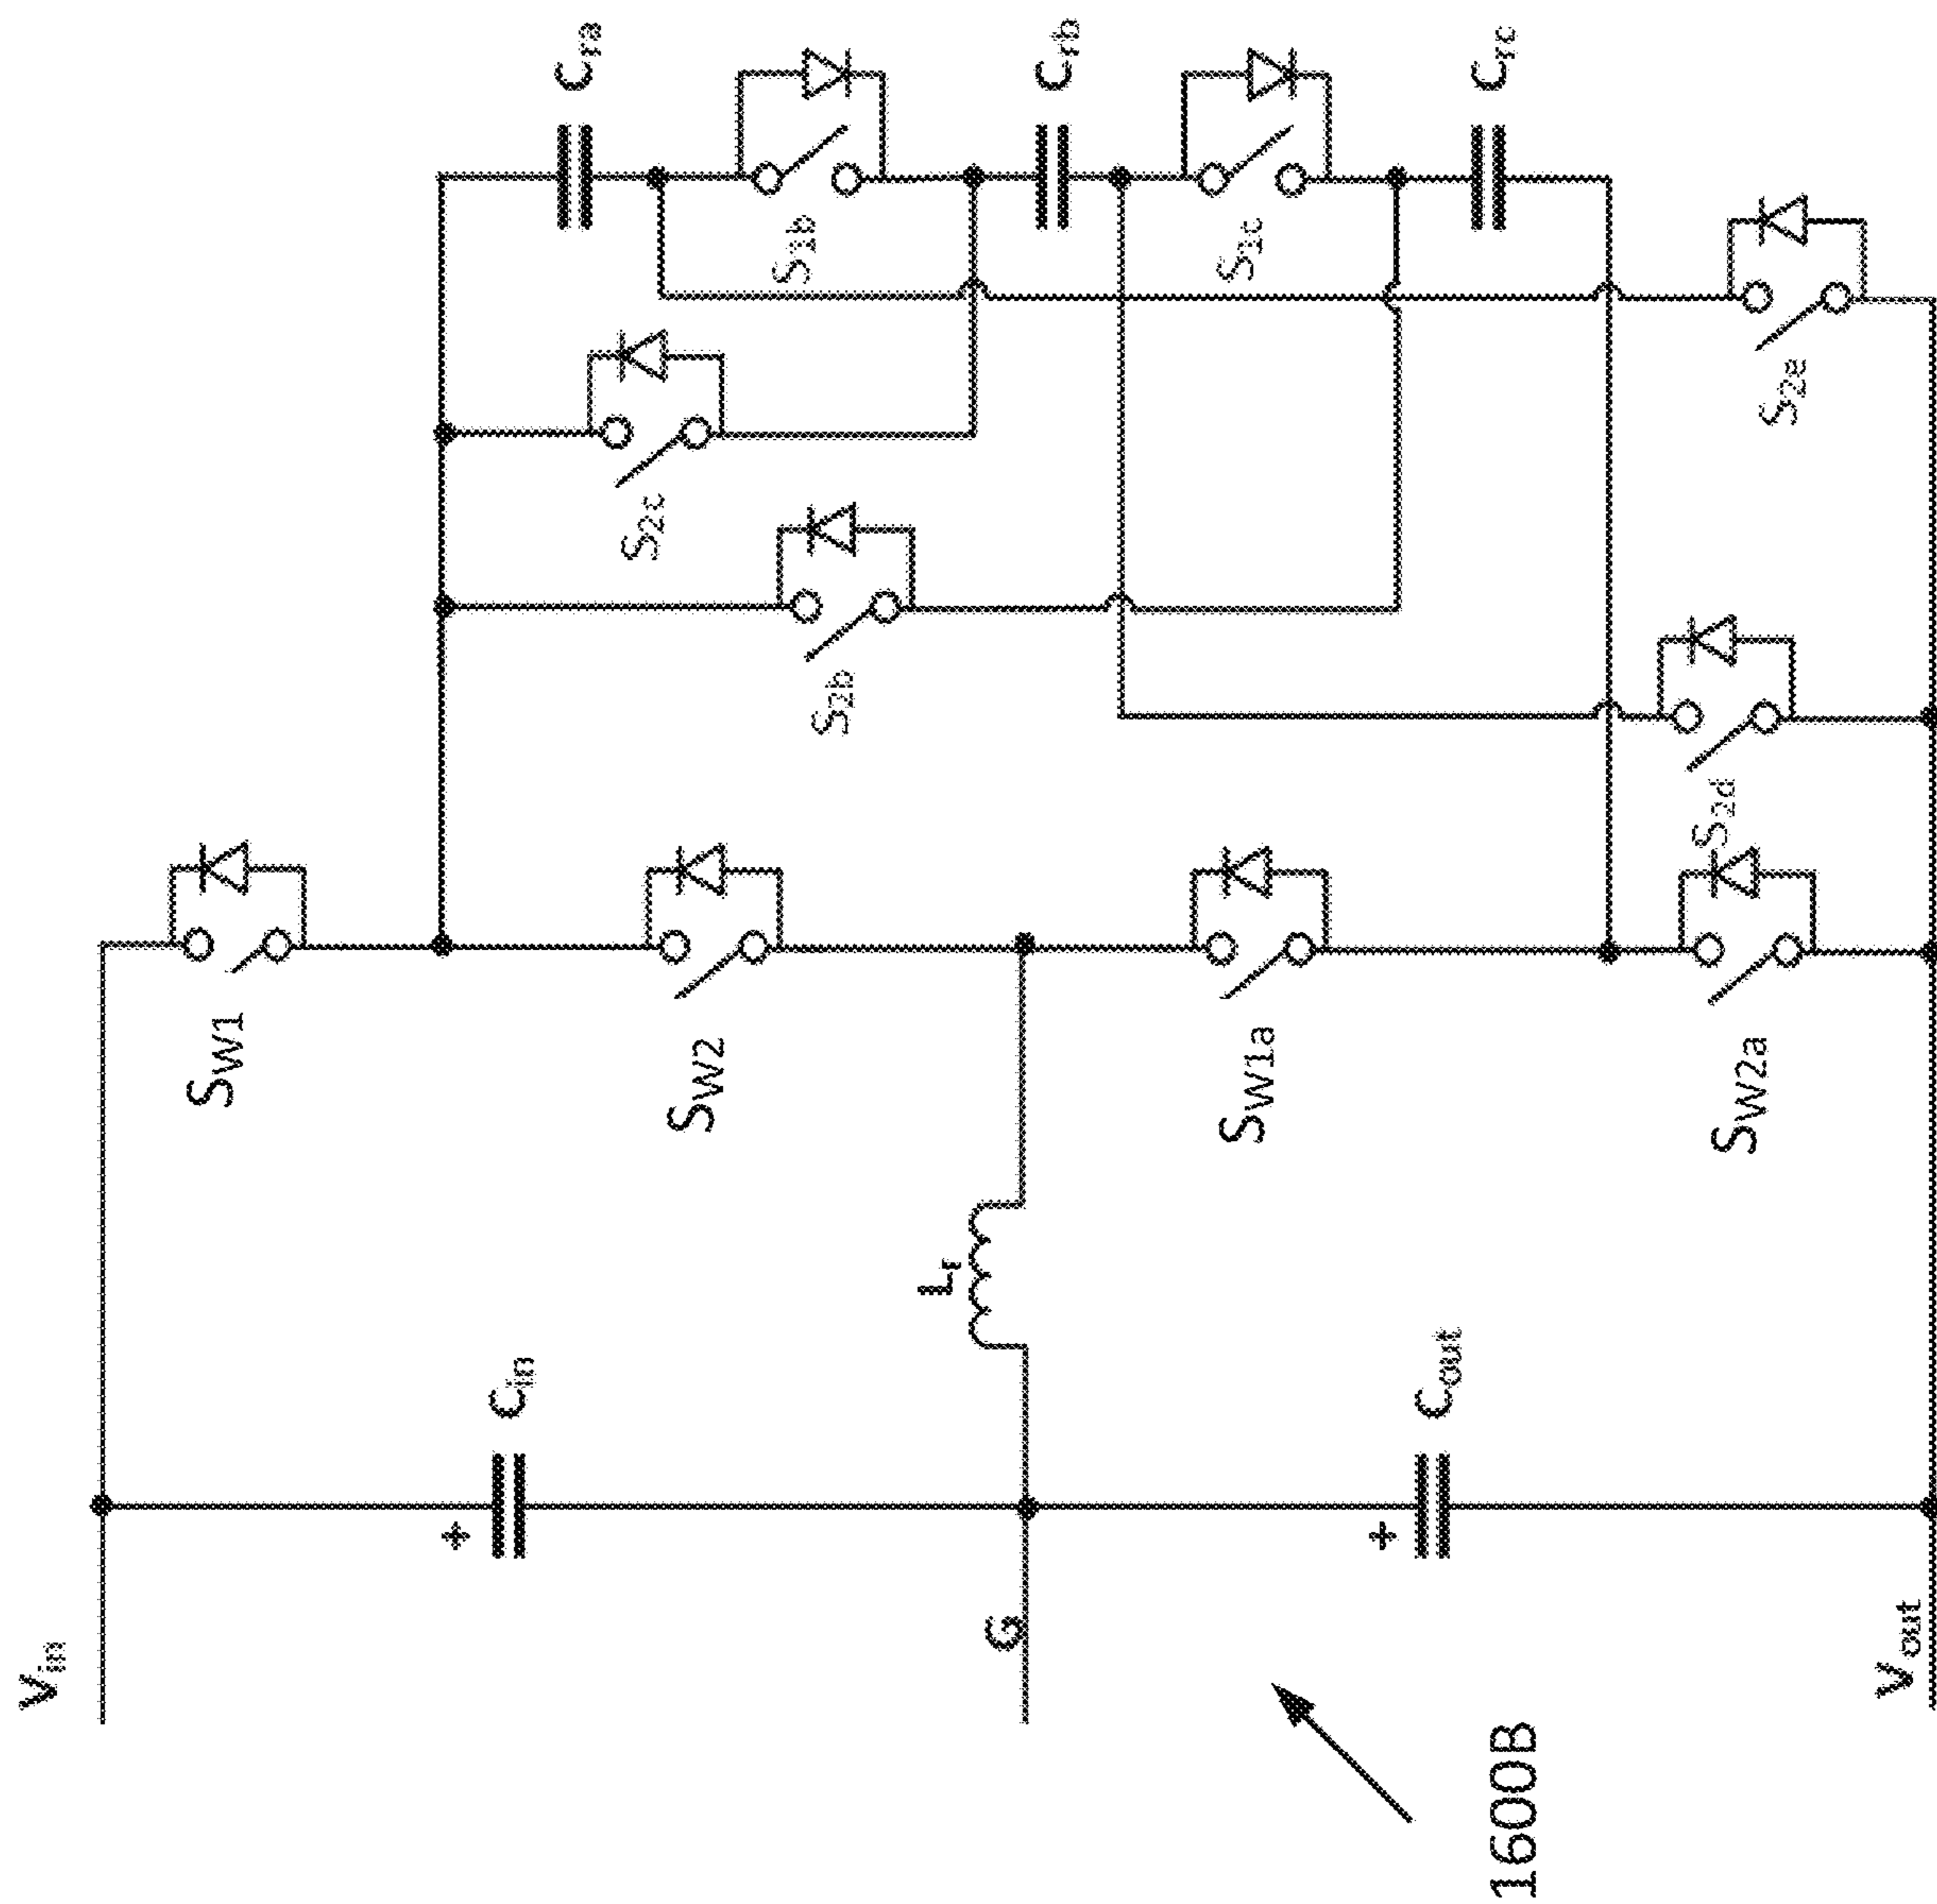 Vin
Cin
G
Lr
Cout
Vout
SW1
SW2
SW1a
SW2a
S2b
S2c
S2d
S2e
S1b
S1c
Cra
Crb
Crc
1600B
+
+